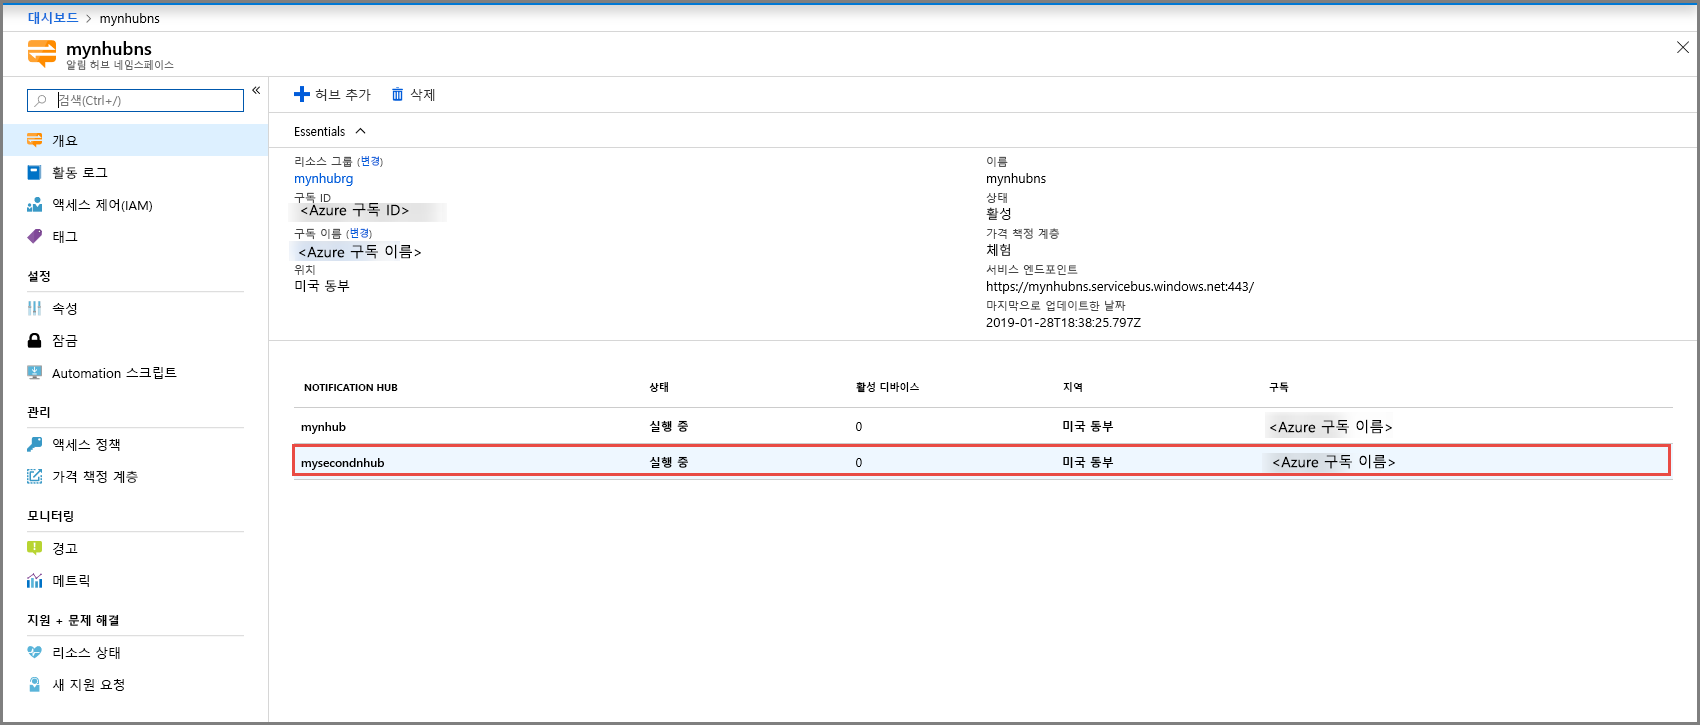 대시보드 > mynhubns
mynhubns
알림 허브 네임스페이스
검색(Ctrl+/)
«
개요
활동 로그
액세스 제어(IAM)
태그
설정
속성
잠금
Automation 스크립트
관리
액세스 정책
가격 책정 계층
모니터링
경고
메트릭
지원 + 문제 해결
리소스 상태
새 지원 요청
허브 추가 삭제
Essentials
리소스 그룹 (변경)
mynhubrg
구독 ID
<Azure 구독 ID>
구독 이름 (변경)
<Azure 구독 이름>
위치
미국 동부
이름
mynhubns
상태
활성
가격 책정 계층
체험
서비스 엔드포인트
https://mynhubns.servicebus.windows.net:443/
마지막으로 업데이트한 날짜
2019-01-28T18:38:25.797Z
NOTIFICATION HUB 상태 활성 디바이스 지역 구독
mynhub 실행 중 0 미국 동부 <Azure 구독 이름>
mysecondnhub 실행 중 0 미국 동부 <Azure 구독 이름>